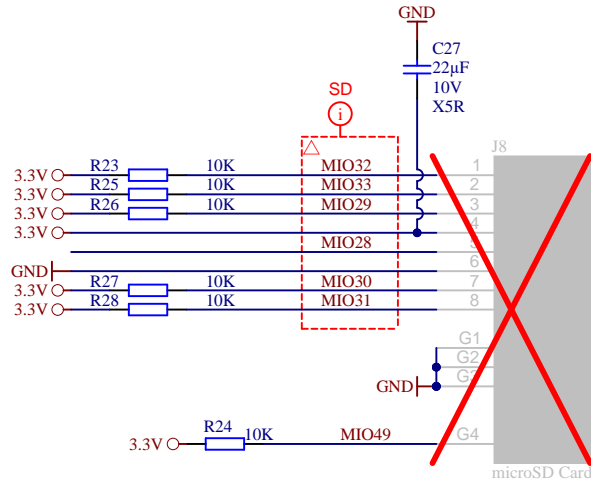 GND
C27
22µF
10V
X5R
SD
i
J8
3.3V R23 10K MIO32 1
3.3V R25 10K MIO33 2
3.3V R26 10K MIO29 3
3.3V 4
MIO28 5
GND 6
3.3V R27 10K MIO30 7
3.3V R28 10K MIO31 8
G1
G2
GND G3
3.3V R24 10K MIO49 G4
microSD Card